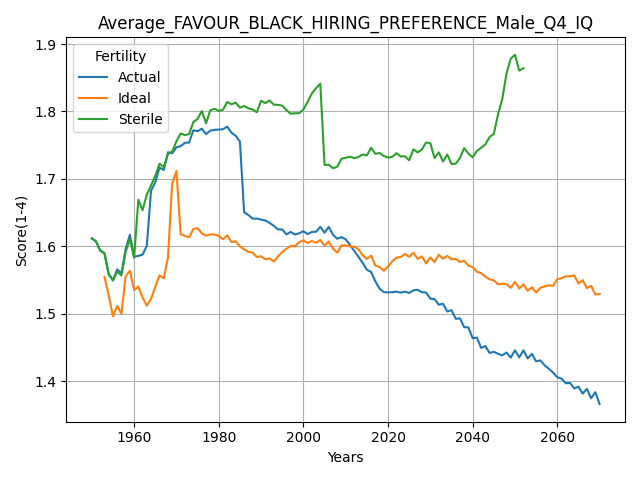 Average_FAVOUR_BLACK_HIRING_PREFERENCE_Male_Q4_IQ
Fertility
Actual
Ideal
Sterile
Score(1-4)
1.9
1.8
1.7
1.6
1.5
1.4
1960 1980 2000 2020 2040 2060
Years